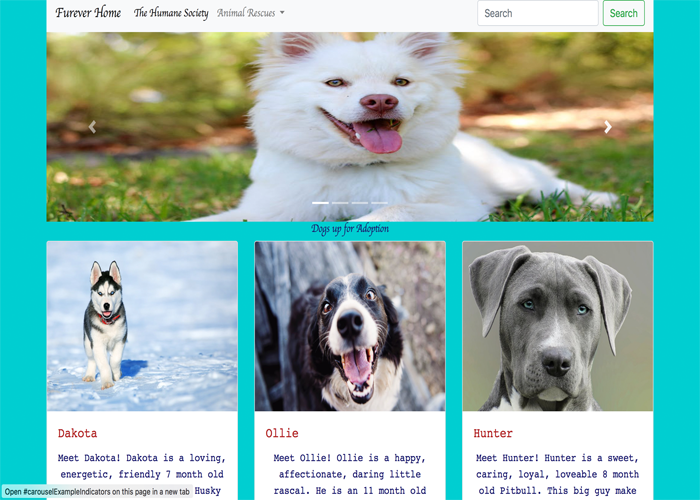 Furever Home The Humane Society Animal Rescues Search Search
Dogs up for Adoption
Dakota
Meet Dakota! Dakota is a loving,
energetic, friendly 7 month old
Husky
Ollie
Meet Ollie! Ollie is a happy,
affectionate, daring little
rascal. He is an 11 month old
Hunter
Meet Hunter! Hunter is a sweet,
caring, loyal, loveable 8 month
old Pitbull. This big guy make
Open #carouselExampleIndicators on this page in a new tab